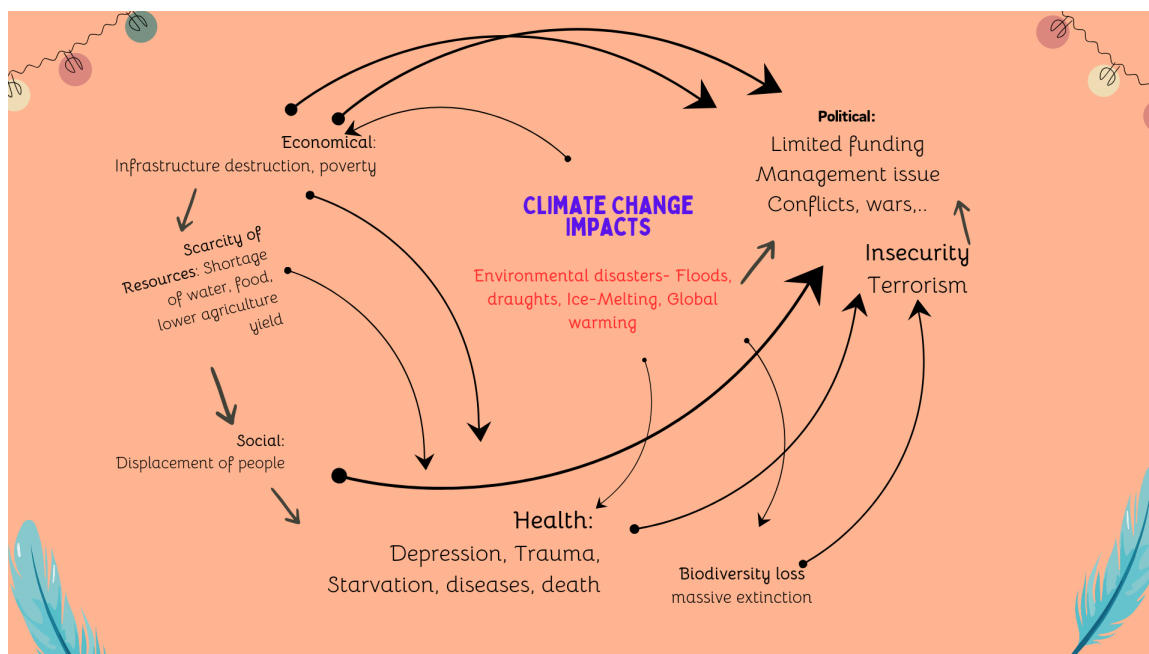 Political:
Limited funding
Management issue
Conflicts, wars,..
Economical:
Infrastructure destruction, poverty
CLIMATE CHANGE
IMPACTS
Environmental disasters- Floods,
draughts, Ice-Melting, Global
warming
Scarcity of
Resources: Shortage
of water, food,
lower agriculture
yield
Insecurity
Terrorism
Social:
Displacement of people
Health:
Depression, Trauma,
Starvation, diseases, death
Biodiversity loss
massive extinction